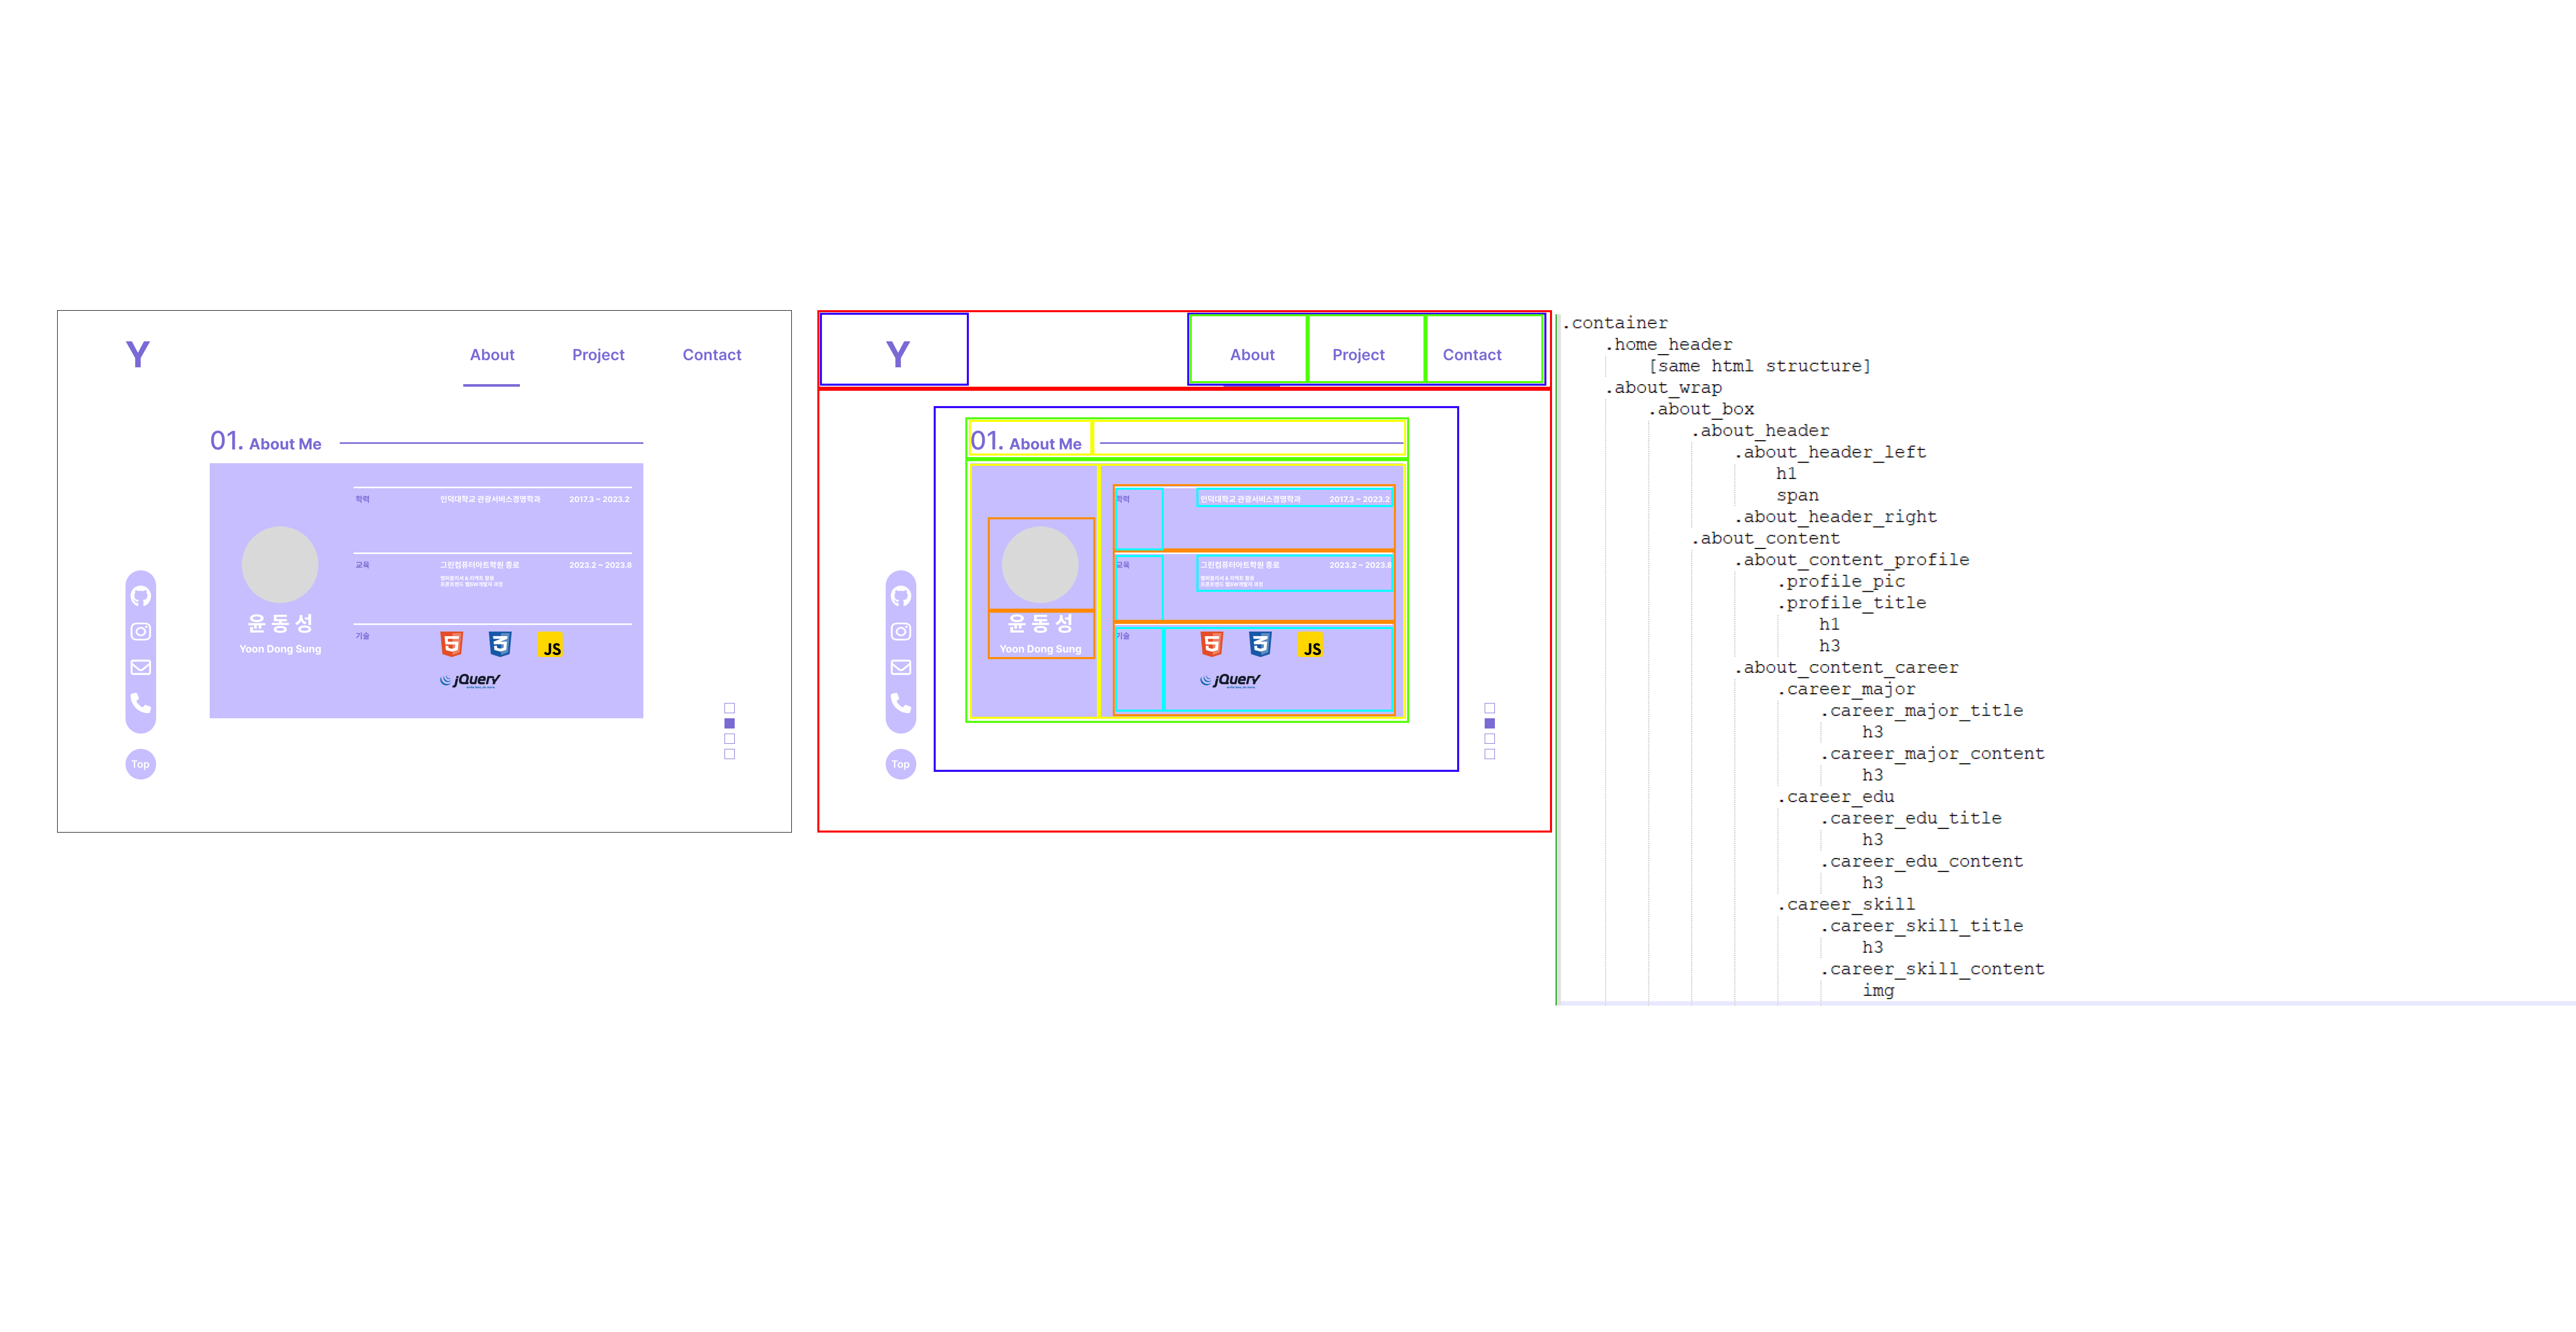 Y
About Project Contact
01. About Me
학력 인덕대학교 관광서비스경영학과 2017.3 ~ 2023.2
교육 그린컴퓨터아트학원 종로 2023.2 ~ 2023.8
기술
JS
jQuery
윤 동 성
Yoon Dong Sung
Top
Y
About Project Contact
01. About Me
학력 인덕대학교 관광서비스경영학과 2017.3 ~ 2023.2
교육 그린컴퓨터아트학원 종로 2023.2 ~ 2023.8
기술
JS
jQuery
윤 동 성
Yoon Dong Sung
Top
.container
.home_header
[same html structure]
.about_wrap
.about_box
.about_header
.about_header_left
h1
span
.about_header_right
.about_content
.about_content_profile
.profile_pic
.profile_title
h1
h3
.about_content_career
.career_major
.career_major_title
h3
.career_major_content
h3
.career_edu
.career_edu_title
h3
.career_edu_content
h3
.career_skill
.career_skill_title
h3
.career_skill_content
img